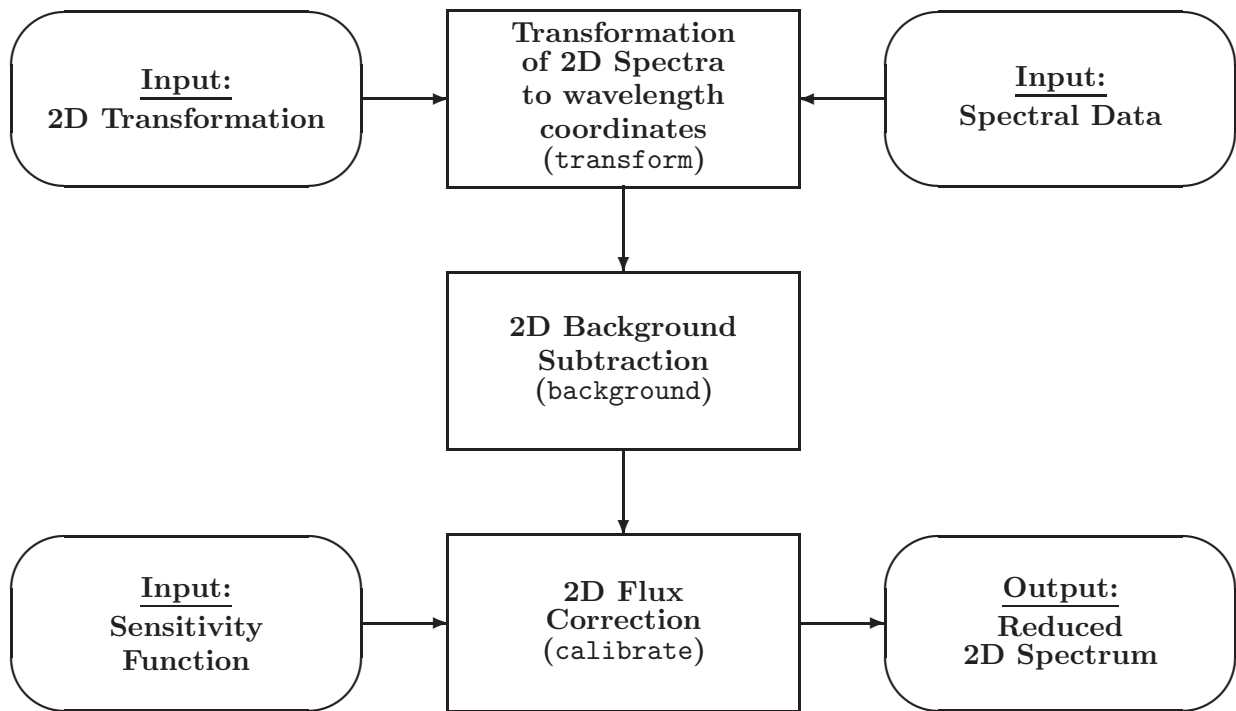 Input:
2D Transformation
Transformation
of 2D Spectra
to wavelength
coordinates
(transform)
Input:
Spectral Data
2D Background
Subtraction
(background)
Input:
Sensitivity
Function
2D Flux
Correction
(calibrate)
Output:
Reduced
2D Spectrum